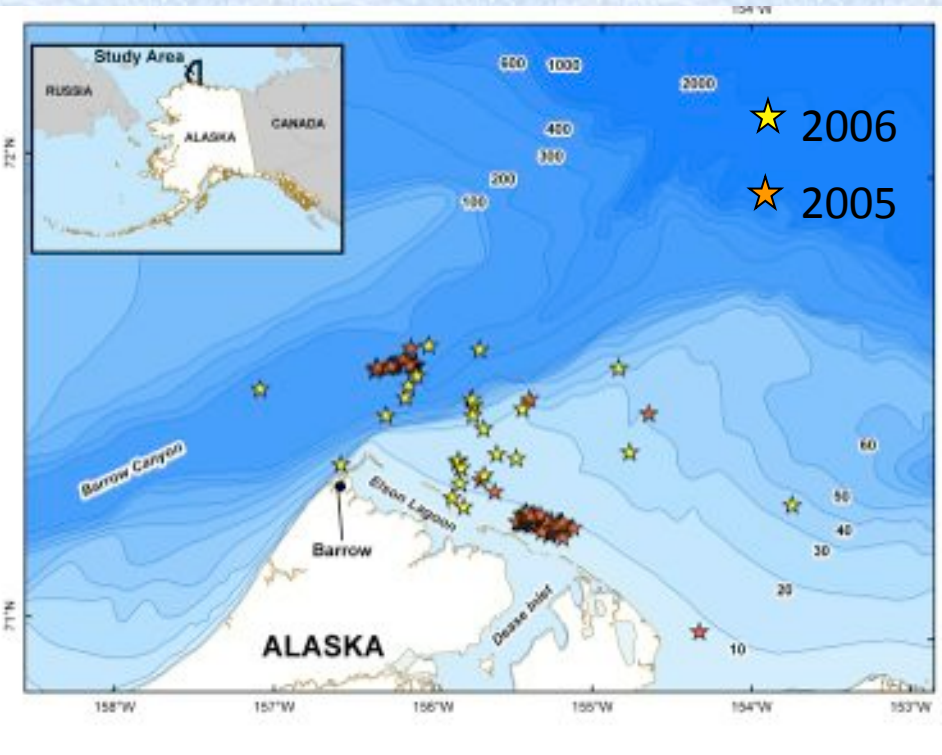 154°W
Study Area
RUSSIA
ALASKA
CANADA
72°N
600
1000
2000
400
300
200
100
2006
2005
Barrow Canyon
Elson Lagoon
Barrow
Dease Inlet
ALASKA
60
50
40
30
20
10
71°N
158°W
157°W
156°W
155°W
154°W
153°W